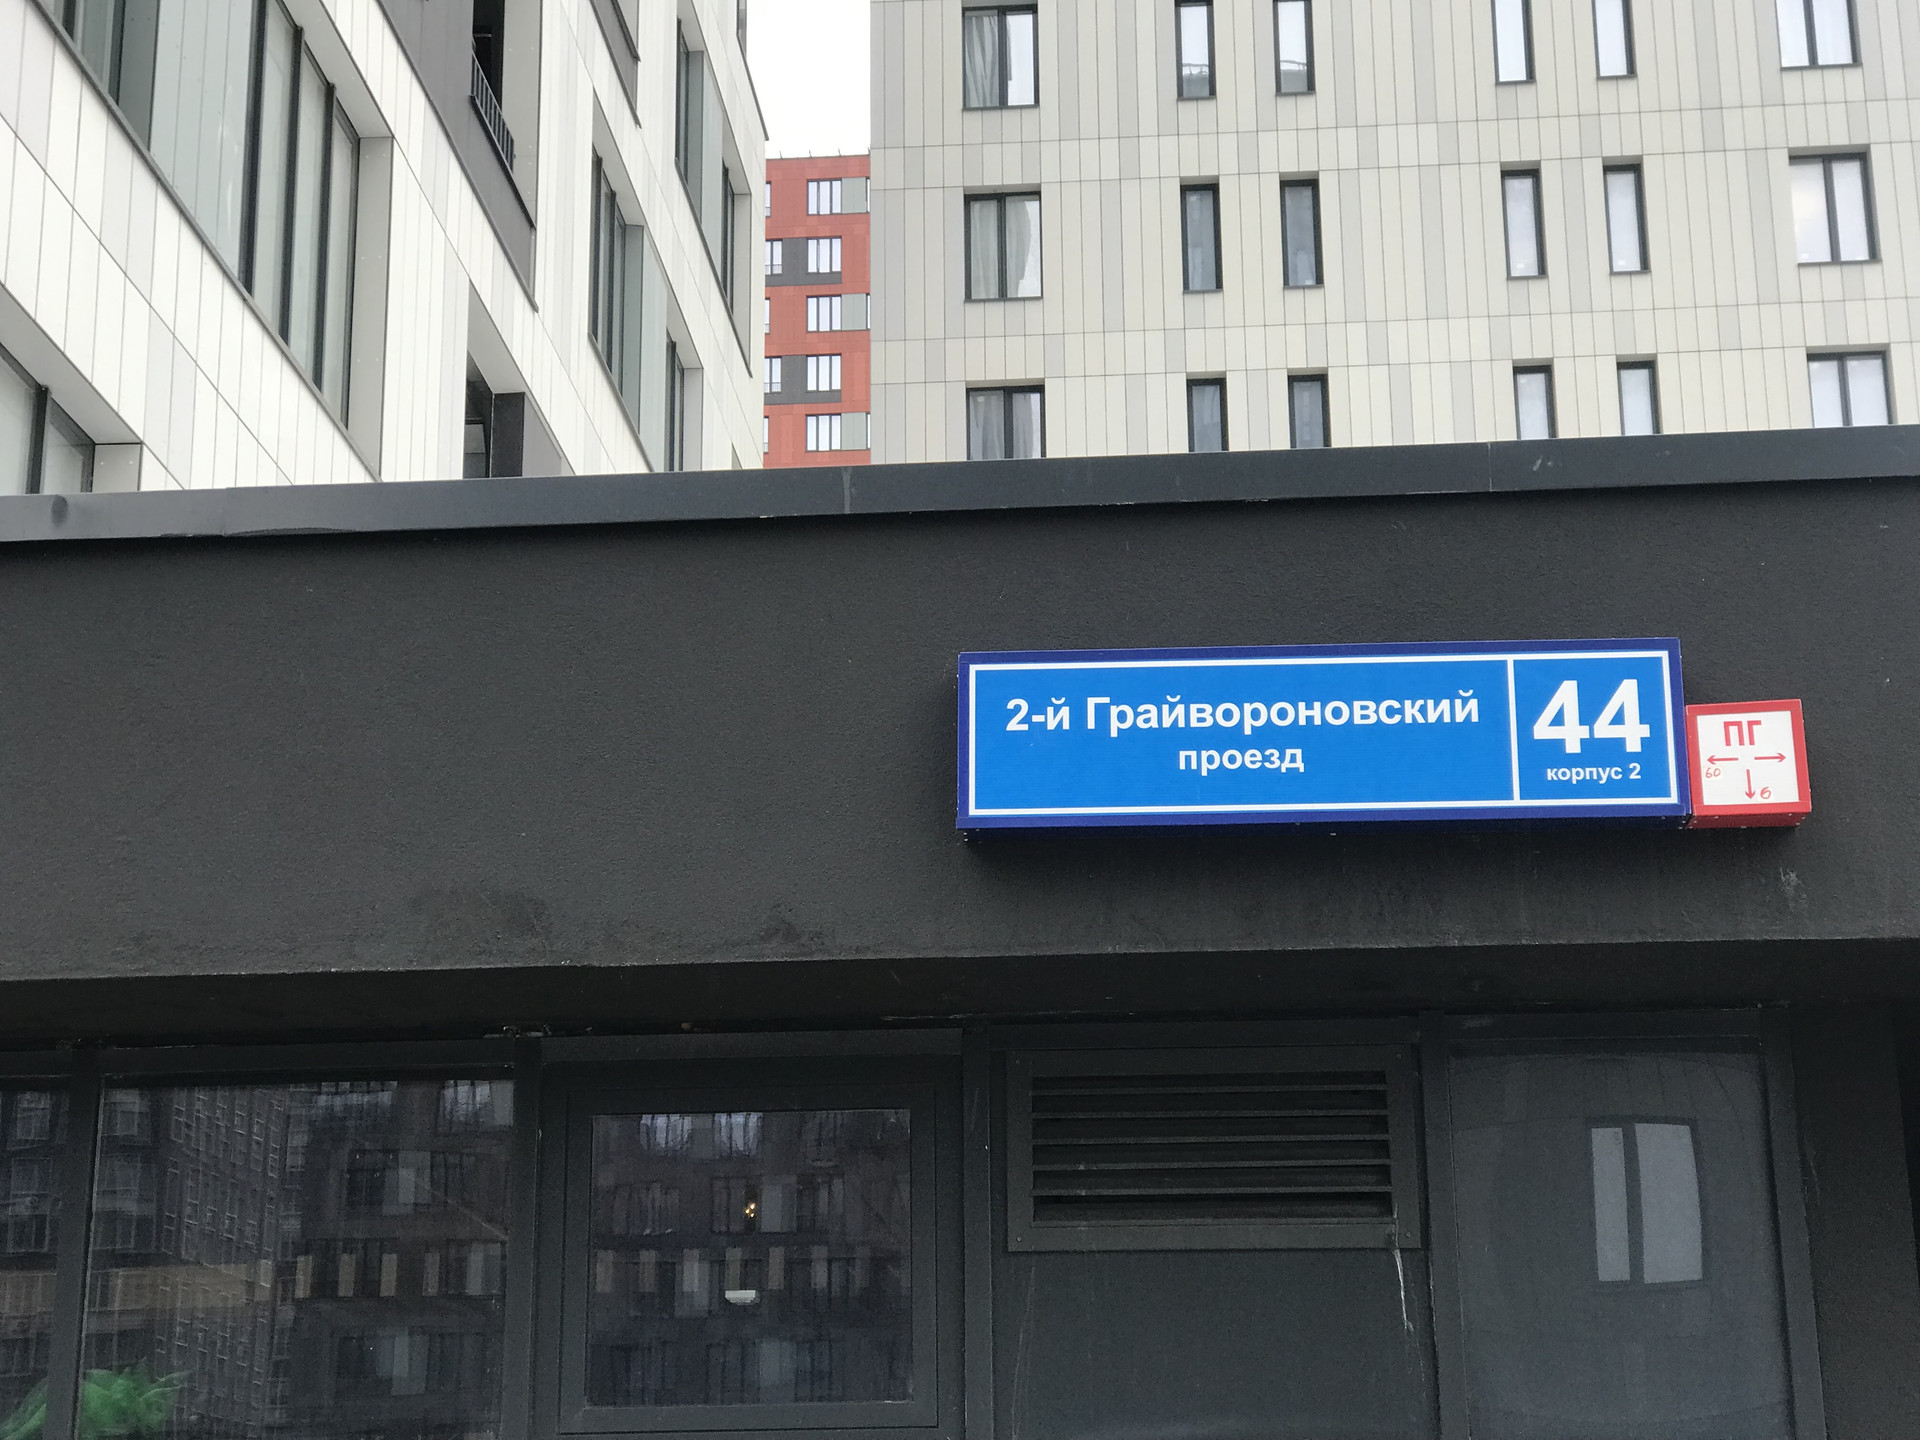 2-й Грайвороновский
проезд
44
корпус 2
ПГ
60
6